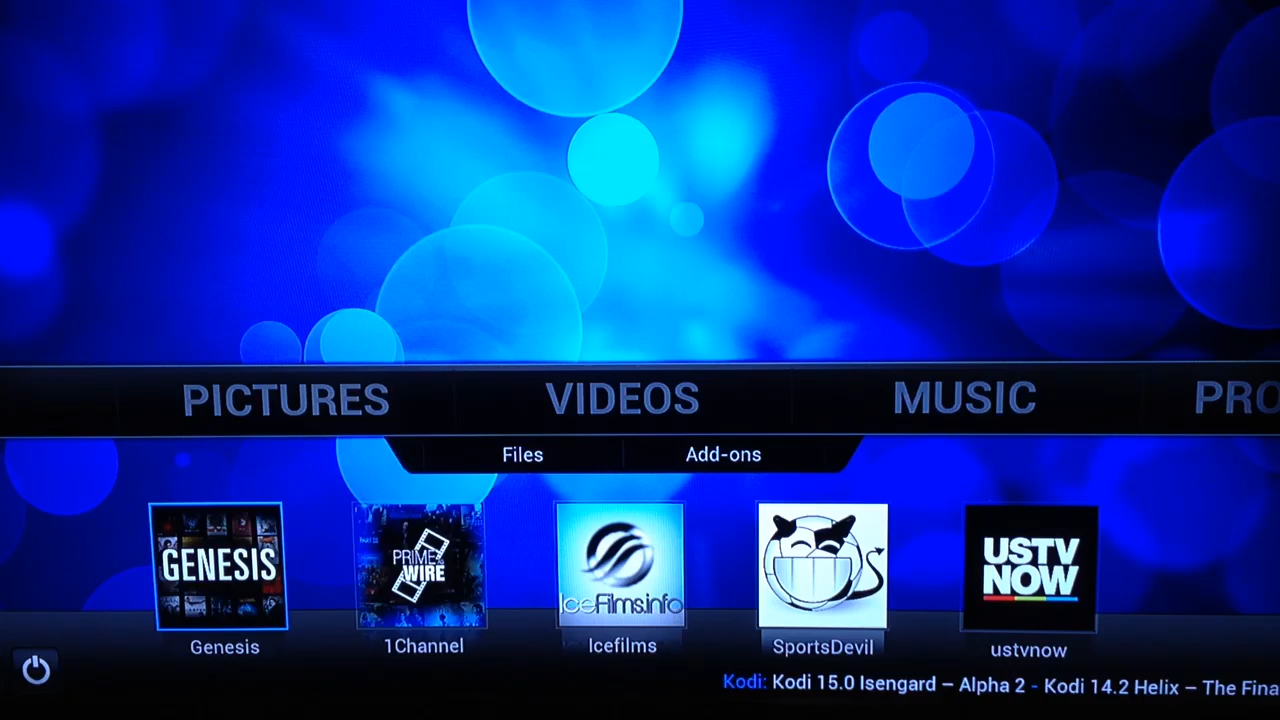 PICTURES
VIDEOS
MUSIC
PRO
Files
Add-ons
GENESIS
PRIME
WIRE
IceFilms.info
USTV
NOW
Genesis
1Channel
Icefilms
SportsDevil
ustvnow
Kodi: Kodi 15.0 Isengard – Alpha 2 - Kodi 14.2 Helix – The Fina